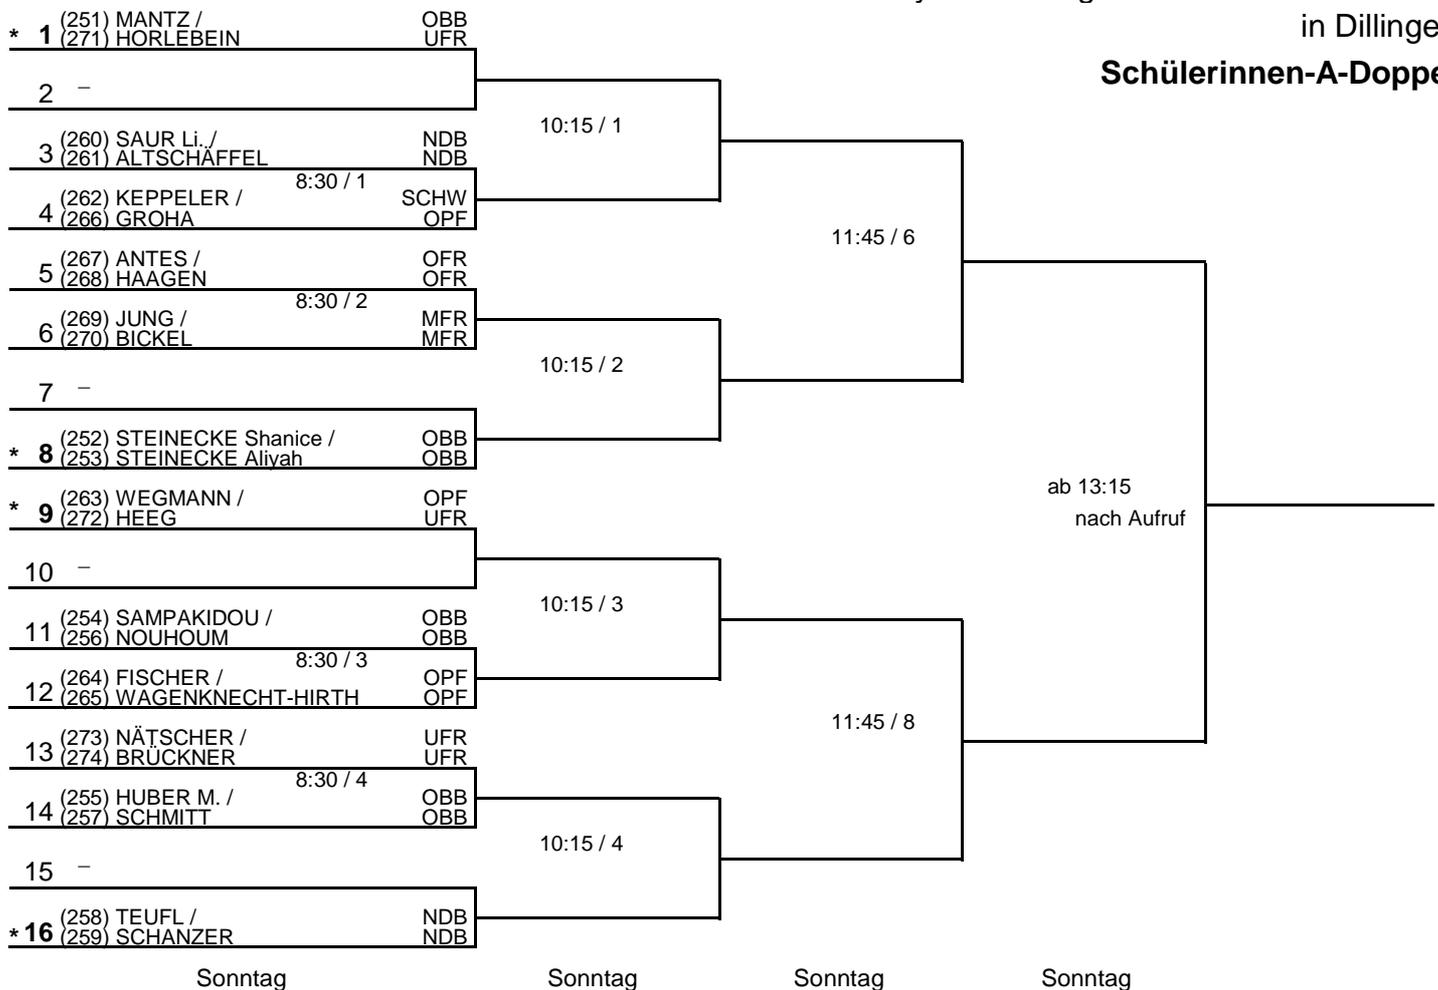 in Dillinge
Schülerinnen-A-Doppe
(251) MANTZ / OBB
* 1 (271) HORLEBEIN UFR
2 –
10:15 / 1
(260) SAUR Li../ NDB
3 (261) ALTSCHÄFFEL NDB
8:30 / 1
(262) KEPPELER / SCHW
4 (266) GROHA OPF
11:45 / 6
(267) ANTES / OFR
5 (268) HAAGEN OFR
8:30 / 2
(269) JUNG / MFR
6 (270) BICKEL MFR
10:15 / 2
7 –
(252) STEINECKE Shanice / OBB
* 8 (253) STEINECKE Aliyah OBB
ab 13:15
nach Aufruf
(263) WEGMANN / OPF
* 9 (272) HEEG UFR
10 –
10:15 / 3
(254) SAMPAKIDOU / OBB
11 (256) NOUHOUM OBB
8:30 / 3
(264) FISCHER / OPF
12 (265) WAGENKNECHT-HIRTH OPF
11:45 / 8
(273) NÄTSCHER / UFR
13 (274) BRÜCKNER UFR
8:30 / 4
(255) HUBER M. / OBB
14 (257) SCHMITT OBB
10:15 / 4
15 –
(258) TEUFL / NDB
* 16 (259) SCHANZER NDB
Sonntag Sonntag Sonntag Sonntag